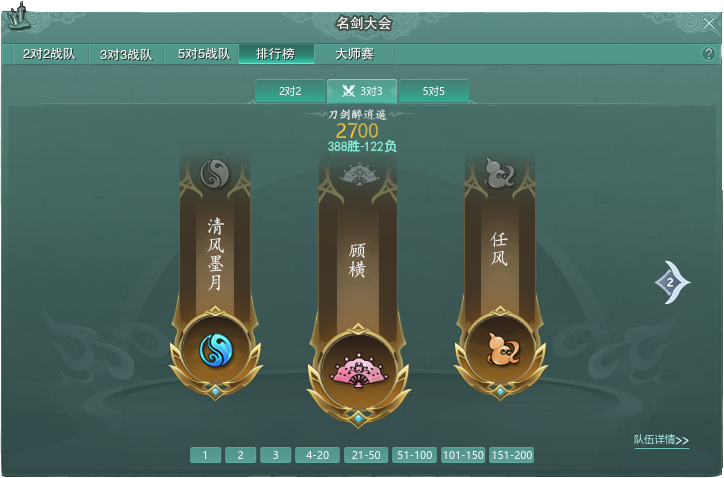 名剑大会
2对2战队 3对3战队 5对5战队 排行榜 大师赛 ?
2对2 3对3 5对5
刀剑醉逍遥
2700
388胜-122负
清风墨月
顾横
任风
2
队伍详情>>
1 2 3 4-20 21-50 51-100 101-150 151-200